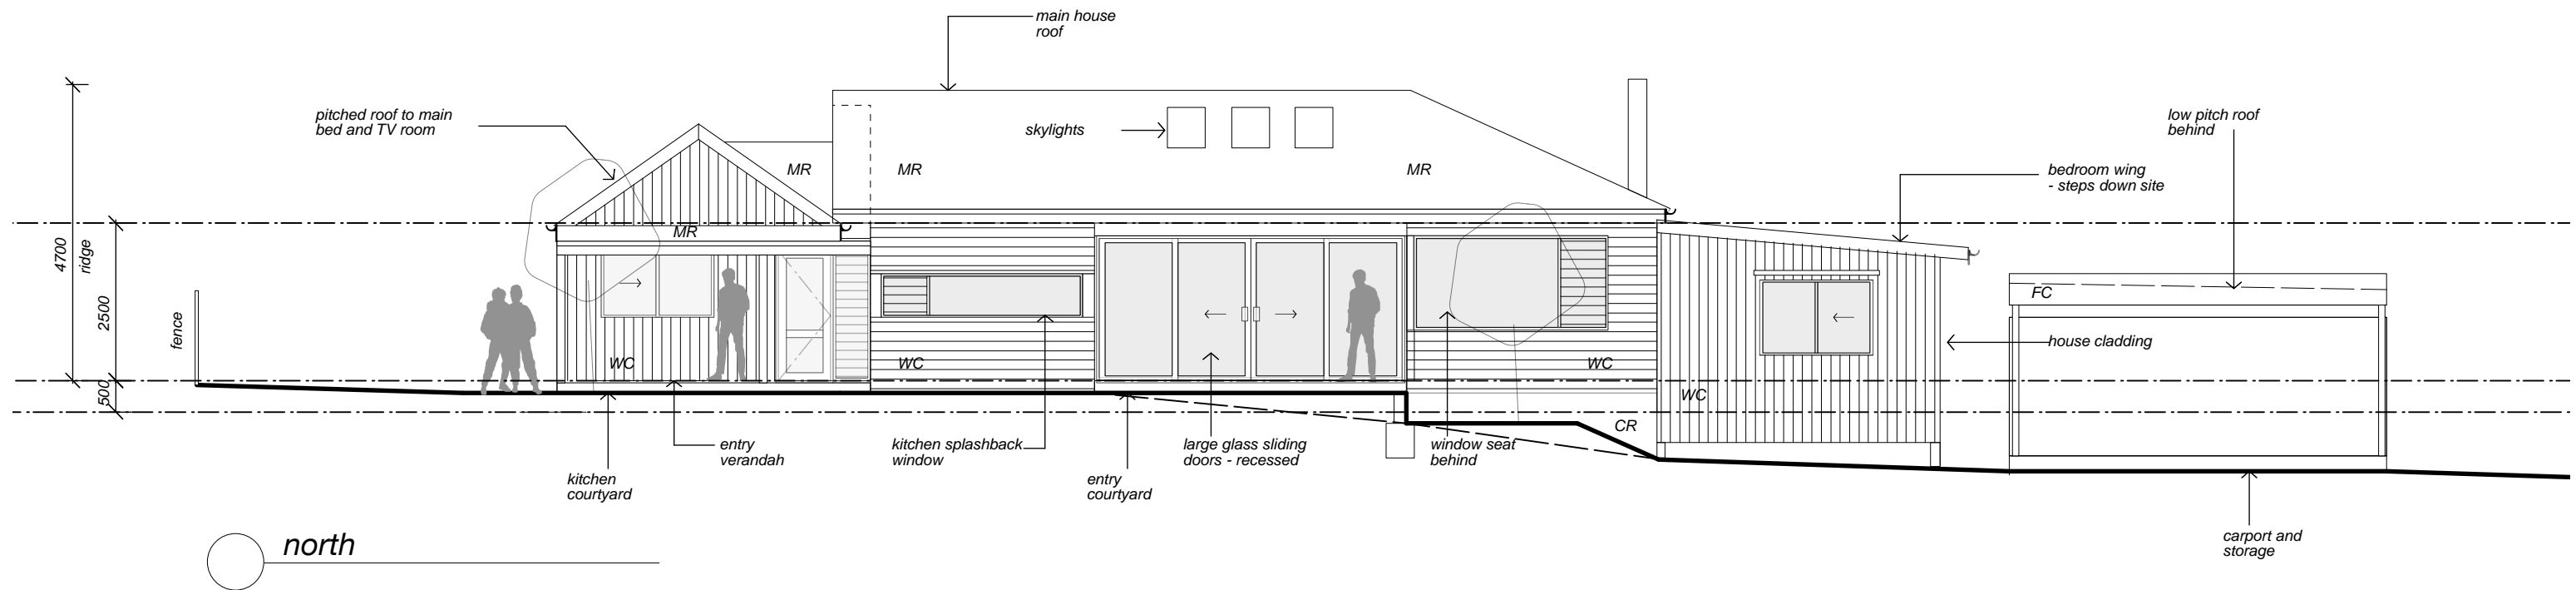 main house
roof
pitched roof to main
bed and TV room
skylights
low pitch roof
behind
MR
MR
MR
bedroom wing
- steps down site
MR
4700
ridge
2500
500
fence
FC
house cladding
WC
WC
WC
WC
CR
entry
verandah
kitchen splashback
window
large glass sliding
doors - recessed
window seat
behind
kitchen
courtyard
entry
courtyard
carport and
storage
north